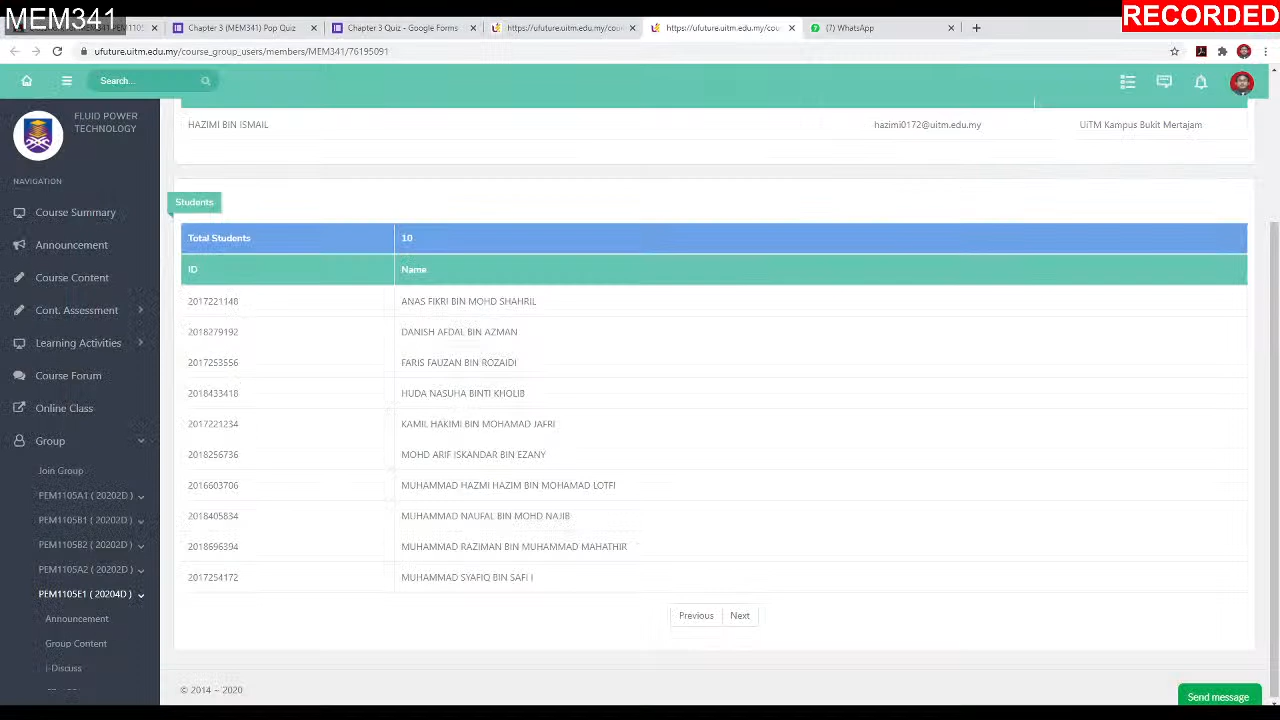 MEM341
RECORDED
Chapter 3 (MEM341) Pop Quiz
Chapter 3 Quiz - Google Forms
https://ufuture.uitm.edu.my/cou
https://ufuture.uitm.edu.my/cou
(7) WhatsApp
ufuture.uitm.edu.my/course_group_users/members/MEM341/76195091
Search...
FLUID POWER
TECHNOLOGY
NAVIGATION
Course Summary
Announcement
Course Content
Cont. Assessment
Learning Activities
Course Forum
Online Class
Group
Join Group
PEM1105A1 ( 20202D )
PEM1105B1 ( 20202D )
PEM1105B2 ( 20202D )
PEM1105A2 ( 20202D )
PEM1105E1 ( 20204D )
Announcement
Group Content
i-Discuss
HAZIMI BIN ISMAIL hazimi0172@uitm.edu.my UiTM Kampus Bukit Mertajam
Students
Total Students 10
ID Name
2017221148 ANAS FIKRI BIN MOHD SHAHRIL
2018279192 DANISH AFDAL BIN AZMAN
2017253556 FARIS FAUZAN BIN ROZAIDI
2018433418 HUDA NASUHA BINTI KHOLIB
2017221234 KAMIL HAKIMI BIN MOHAMAD JAFRI
2018256736 MOHD ARIF ISKANDAR BIN EZANY
2016603706 MUHAMMAD HAZMI HAZIM BIN MOHAMAD LOTFI
2018405834 MUHAMMAD NAUFAL BIN MOHD NAJIB
2018696394 MUHAMMAD RAZIMAN BIN MUHAMMAD MAHATHIR
2017254172 MUHAMMAD SYAFIQ BIN SAFI I
Previous Next
© 2014 – 2020
Send message